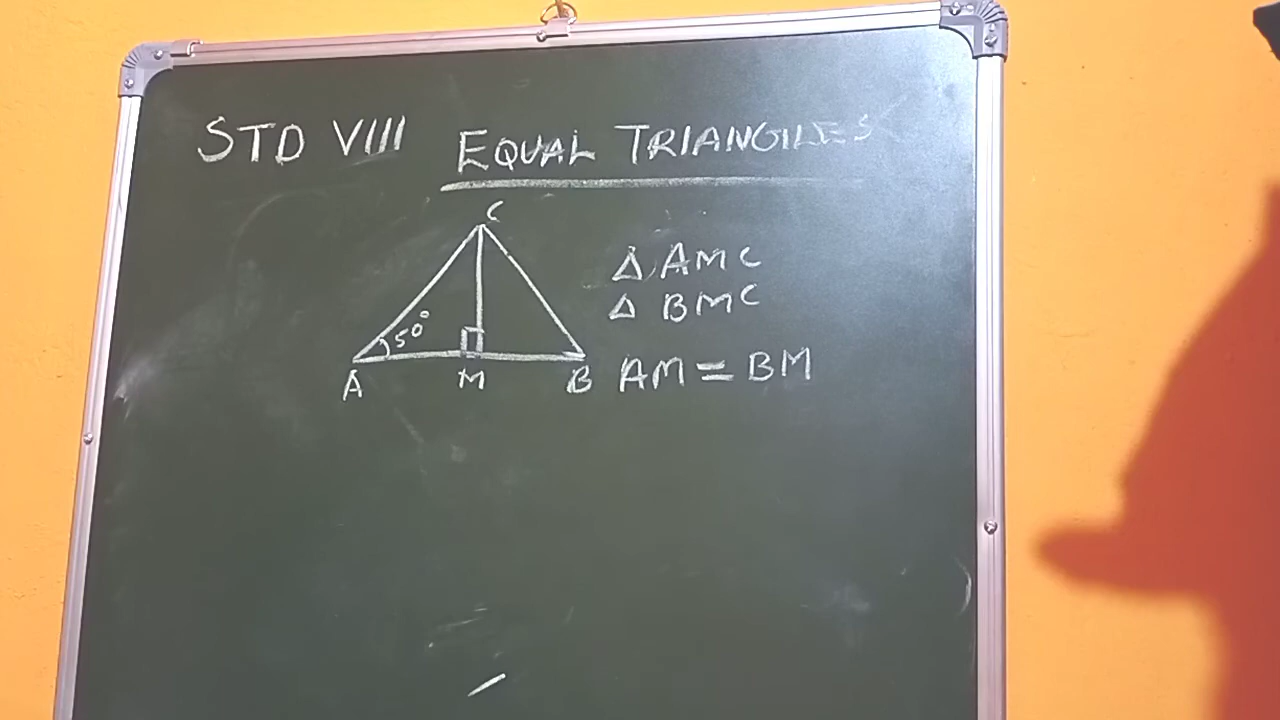 STD VIII EQUAL TRIANGLES
C
△ AMC
△ BMC
50°
A M B AM = BM